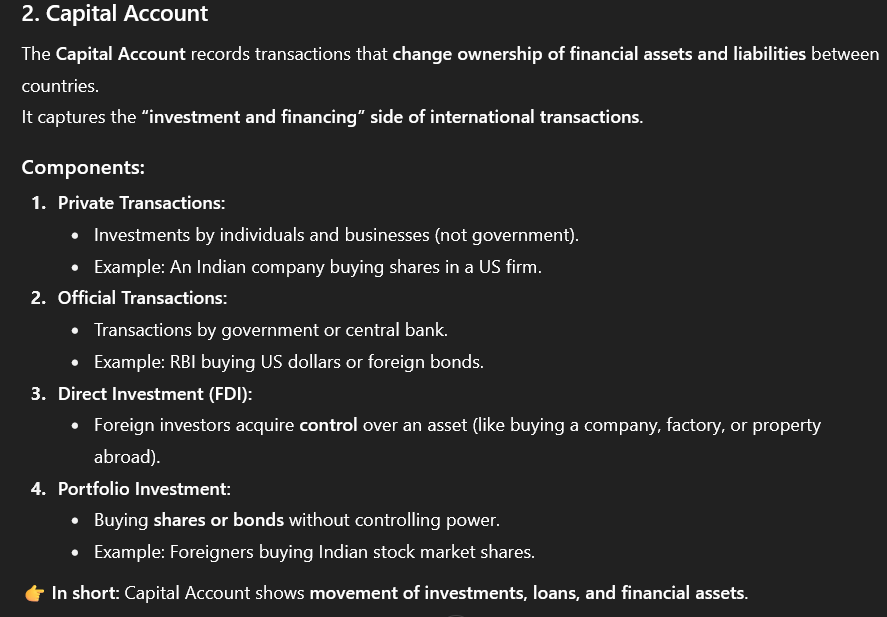 2. Capital Account
The Capital Account records transactions that change ownership of financial assets and liabilities between
countries.
It captures the “investment and financing” side of international transactions.
Components:
1. Private Transactions:
• Investments by individuals and businesses (not government).
• Example: An Indian company buying shares in a US firm.
2. Official Transactions:
• Transactions by government or central bank.
• Example: RBI buying US dollars or foreign bonds.
3. Direct Investment (FDI):
• Foreign investors acquire control over an asset (like buying a company, factory, or property
abroad).
4. Portfolio Investment:
• Buying shares or bonds without controlling power.
• Example: Foreigners buying Indian stock market shares.
👉 In short: Capital Account shows movement of investments, loans, and financial assets.